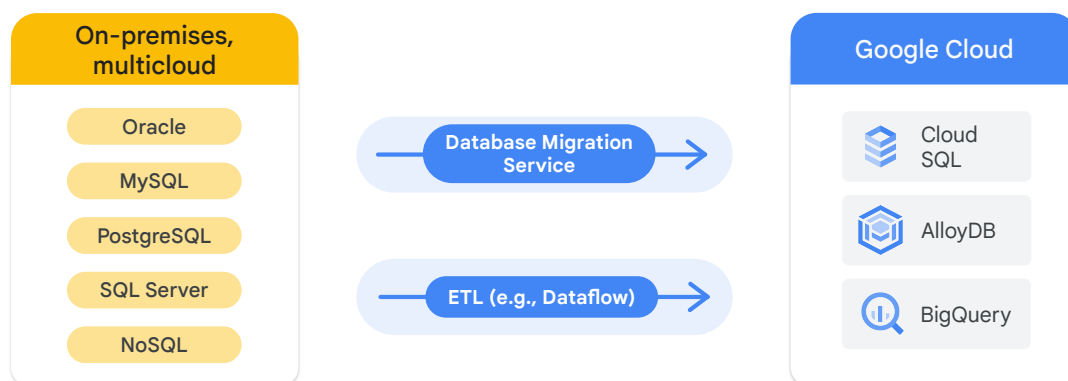 On-premises,
multicloud
Oracle
MySQL
PostgreSQL
SQL Server
NoSQL
Database Migration
Service
ETL (e.g., Dataflow)
Google Cloud
Cloud
SQL
AlloyDB
BigQuery